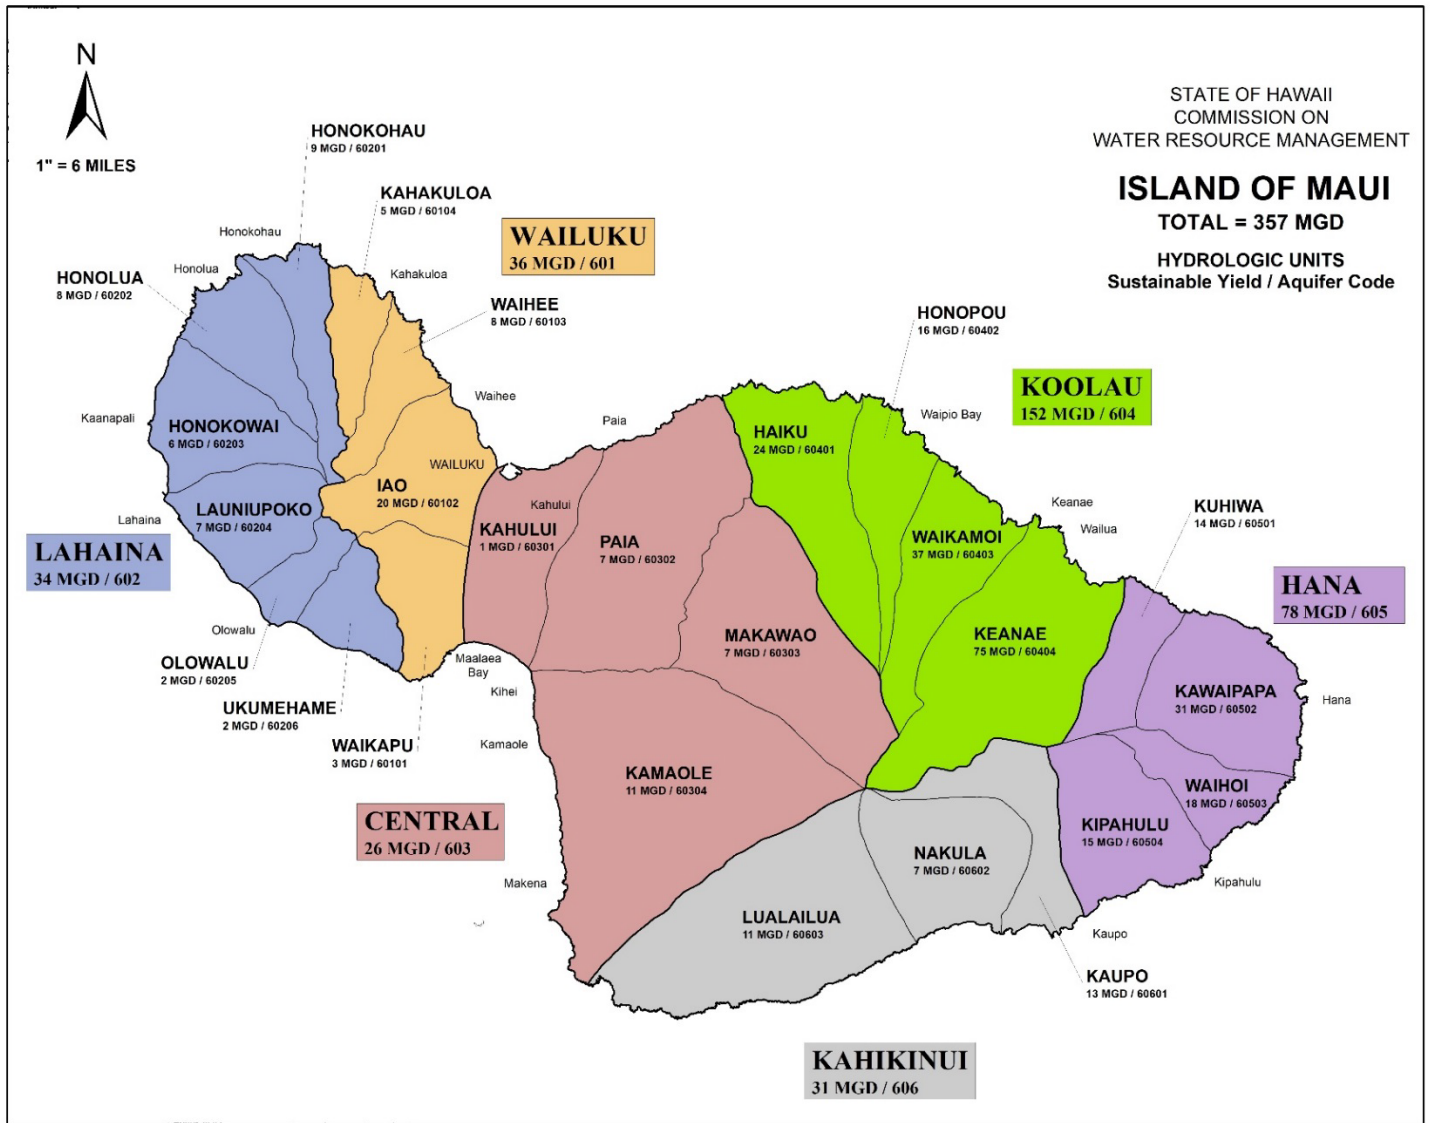 N
1" = 6 MILES
STATE OF HAWAII
COMMISSION ON
WATER RESOURCE MANAGEMENT
ISLAND OF MAUI
TOTAL = 357 MGD
HYDROLOGIC UNITS
Sustainable Yield / Aquifer Code
HONOKOHAU
9 MGD / 60201
KAHAKULOA
5 MGD / 60104
WAILUKU
36 MGD / 601
Honokohau
Honolua
Kahakuloa
HONOLUA
8 MGD / 60202
WAIHEE
8 MGD / 60103
HONOPOU
16 MGD / 60402
KOOLAU
152 MGD / 604
Waihee
Kaanapali
Paia
Waipio Bay
HONOKOWAI
6 MGD / 60203
HAIKU
24 MGD / 60401
WAILUKU
IAO
20 MGD / 60102
LAUNIUPOKO
7 MGD / 60204
Kahului
Keanae
KUHIWA
14 MGD / 60501
Lahaina
KAHULUI
1 MGD / 60301
PAIA
7 MGD / 60302
WAIKAMOI
37 MGD / 60403
Wailua
LAHAINA
34 MGD / 602
HANA
78 MGD / 605
Olowalu
MAKAWAO
7 MGD / 60303
KEANAE
75 MGD / 60404
OLOWALU
2 MGD / 60205
Maalaea
Bay
Kihei
KAWAIPAPA
31 MGD / 60502
Hana
UKUMEHAME
2 MGD / 60206
WAIKAPU
3 MGD / 60101
Kamaole
KAMAOLE
11 MGD / 60304
WAIHOI
18 MGD / 60503
CENTRAL
26 MGD / 603
KIPAHULU
15 MGD / 60504
NAKULA
7 MGD / 60602
Makena
Kipahulu
LUALAILUA
11 MGD / 60603
Kaupo
KAUPO
13 MGD / 60601
KAHIKINUI
31 MGD / 606